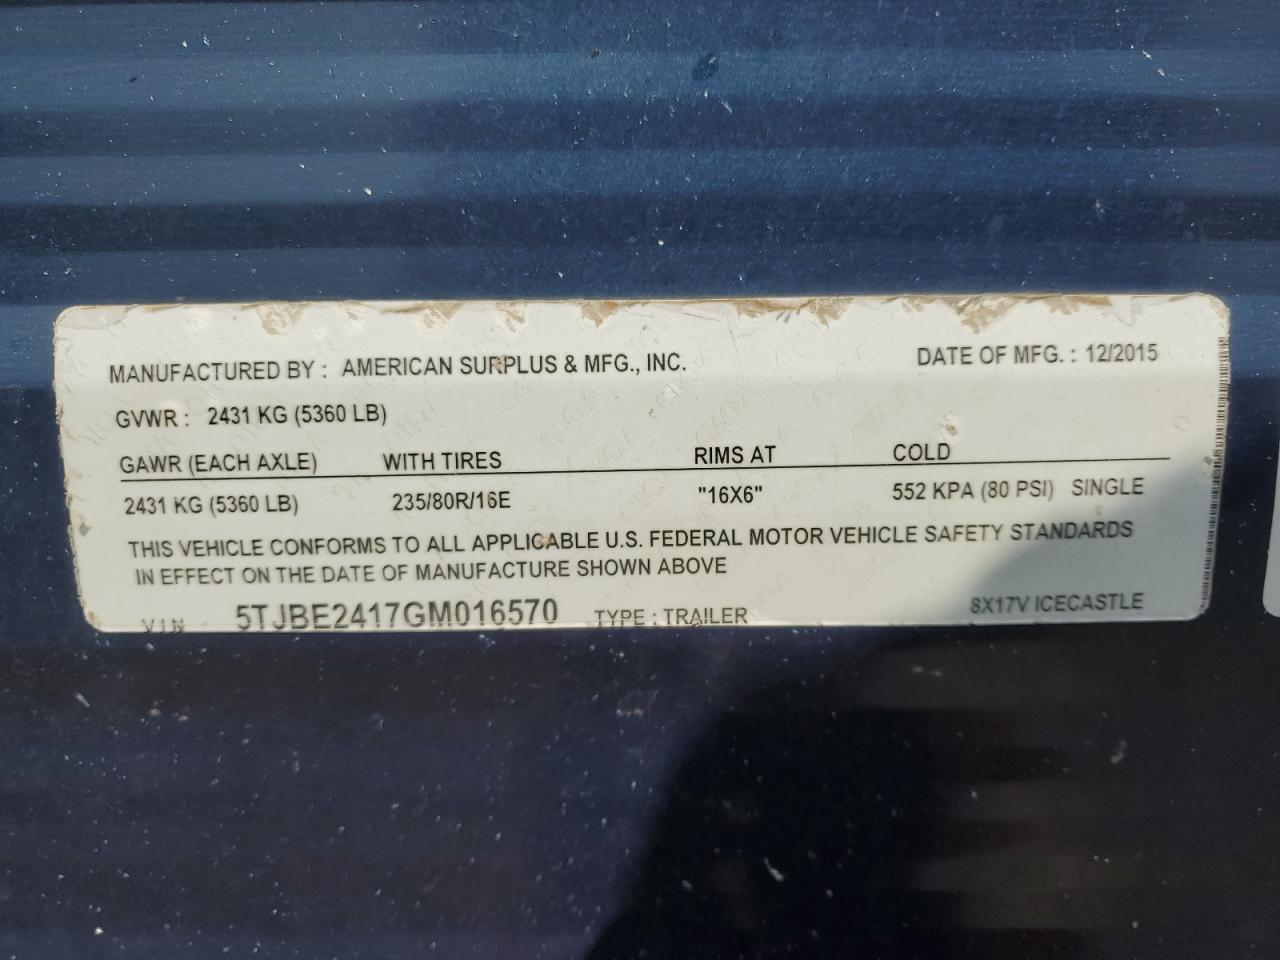 MANUFACTURED BY : AMERICAN SURPLUS & MFG., INC. DATE OF MFG. : 12/2015
GVWR : 2431 KG (5360 LB)
GAWR (EACH AXLE) WITH TIRES RIMS AT COLD
2431 KG (5360 LB) 235/80R/16E "16X6" 552 KPA (80 PSI) SINGLE
THIS VEHICLE CONFORMS TO ALL APPLICABLE U.S. FEDERAL MOTOR VEHICLE SAFETY STANDARDS
IN EFFECT ON THE DATE OF MANUFACTURE SHOWN ABOVE
VIN 5TJBE2417GM016570 TYPE : TRAILER 8X17V ICECASTLE